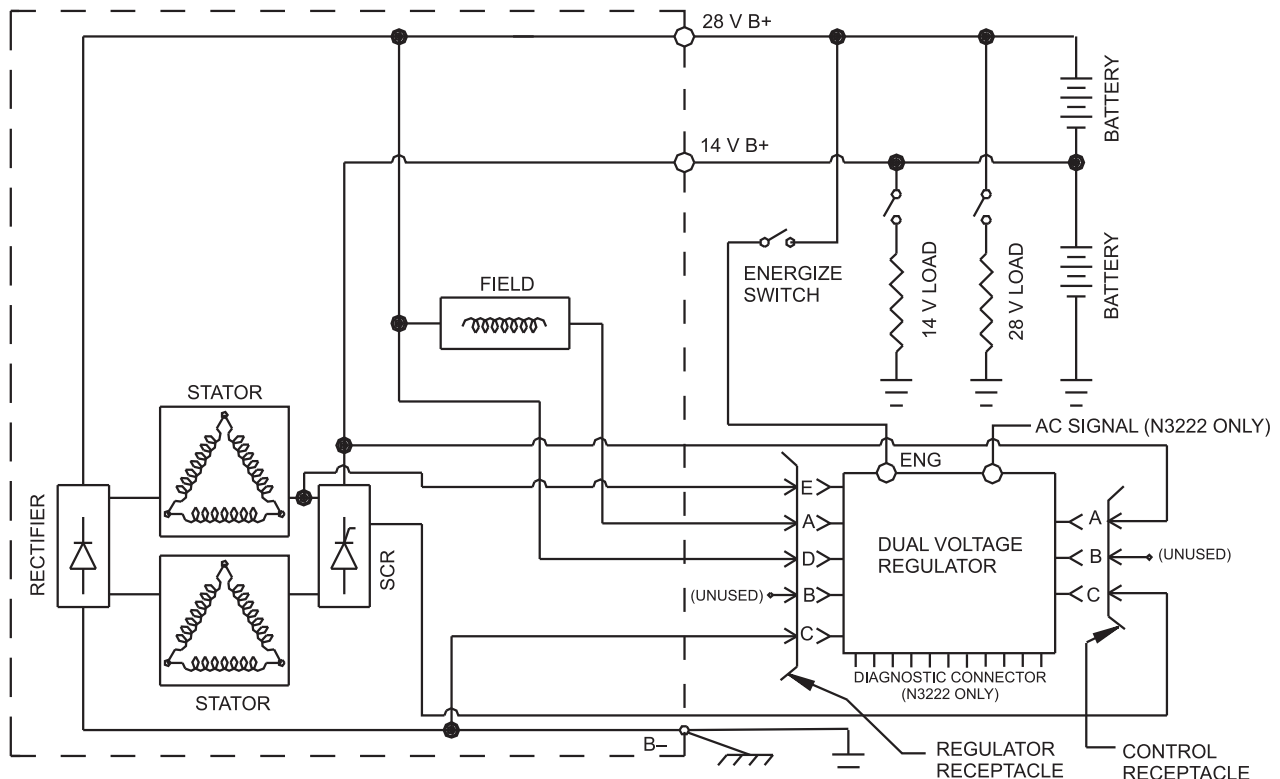 28 V B+
14 V B+
BATTERY
ENERGIZE
SWITCH
14 V LOAD
28 V LOAD
BATTERY
FIELD
STATOR
AC SIGNAL (N3222 ONLY)
ENG
RECTIFIER
SCR
E
A
D
B
C
(UNUSED)
DUAL VOLTAGE
REGULATOR
A
B
C
(UNUSED)
STATOR
DIAGNOSTIC CONNECTOR
(N3222 ONLY)
B–
REGULATOR
RECEPTACLE
CONTROL
RECEPTACLE